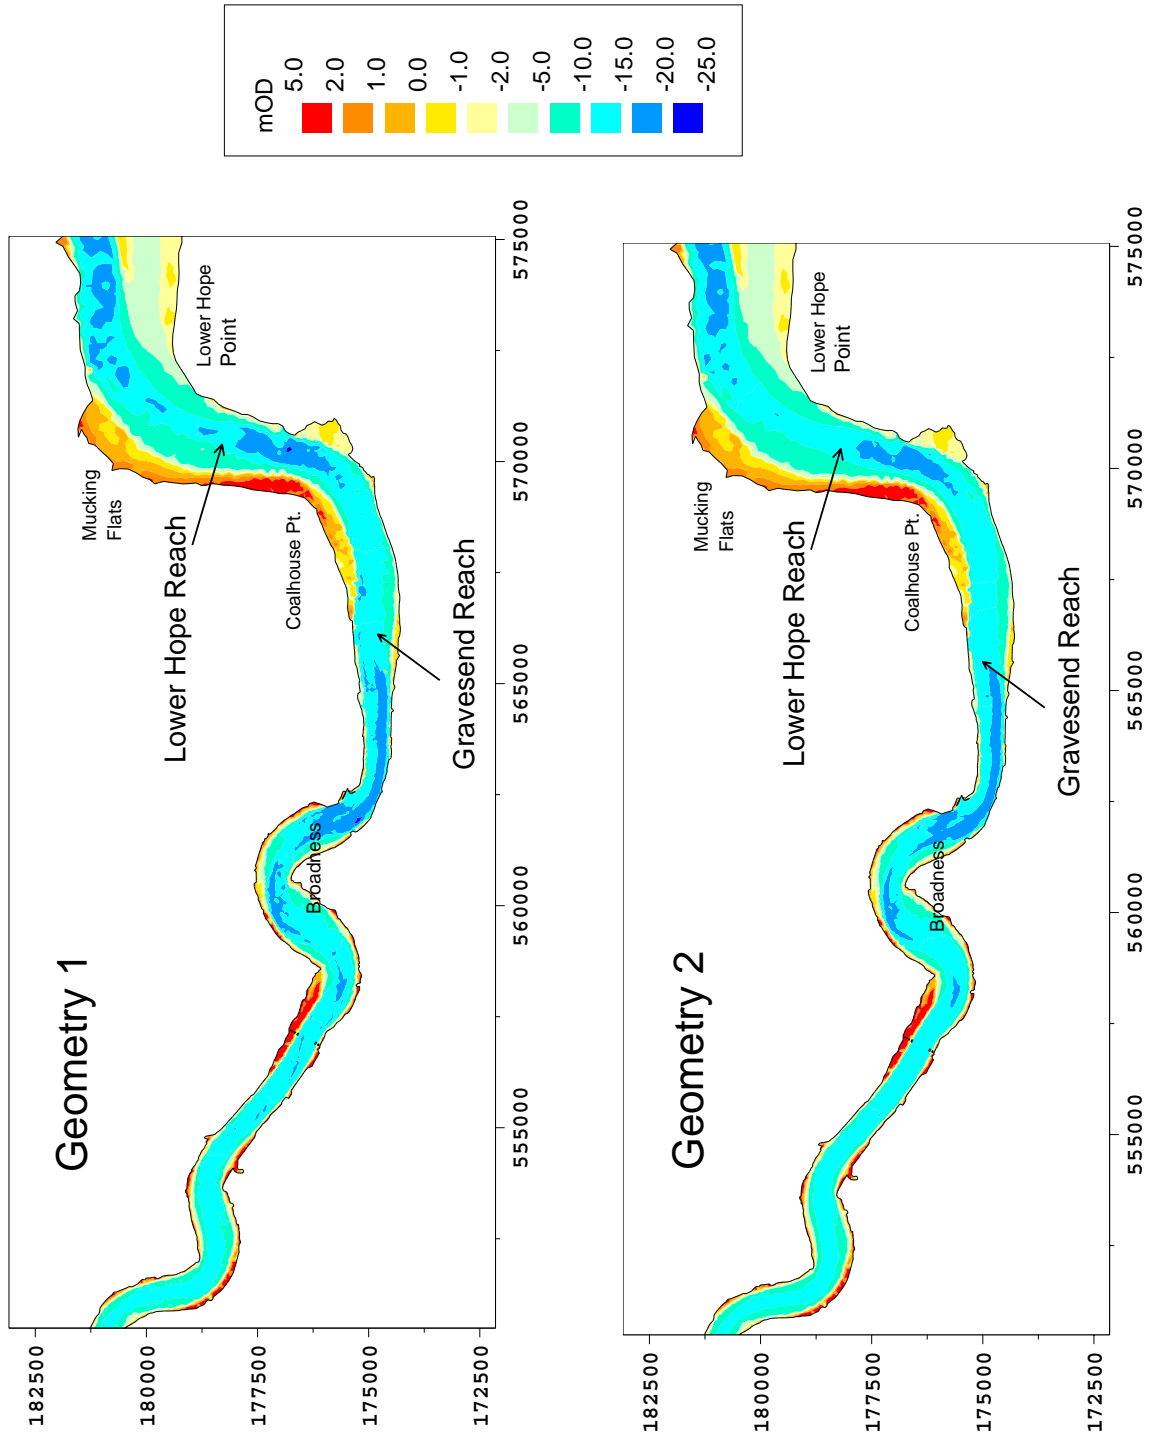 mOD
5.0
2.0
1.0
0.0
-1.0
-2.0
-5.0
-10.0
-15.0
-20.0
-25.0
Geometry 1
Mucking
Flats
Lower Hope Reach
Coalhouse Pt.
Lower Hope
Point
Gravesend Reach
Broadness
182500
180000
177500
175000
172500
555000
560000
565000
570000
575000
Geometry 2
Mucking
Flats
Lower Hope Reach
Coalhouse Pt.
Lower Hope
Point
Gravesend Reach
Broadness
182500
180000
177500
175000
172500
555000
560000
565000
570000
575000